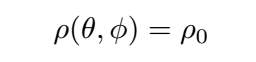 ρ(θ, ϕ) = ρ₀